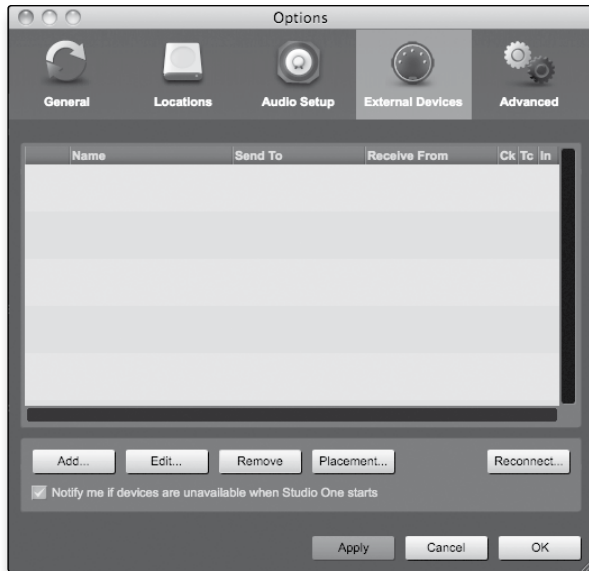 Options
General Locations Audio Setup External Devices Advanced
Name Send To Receive From Ck Tc In
Add... Edit... Remove Placement... Reconnect...
Notify me if devices are unavailable when Studio One starts
Apply Cancel OK